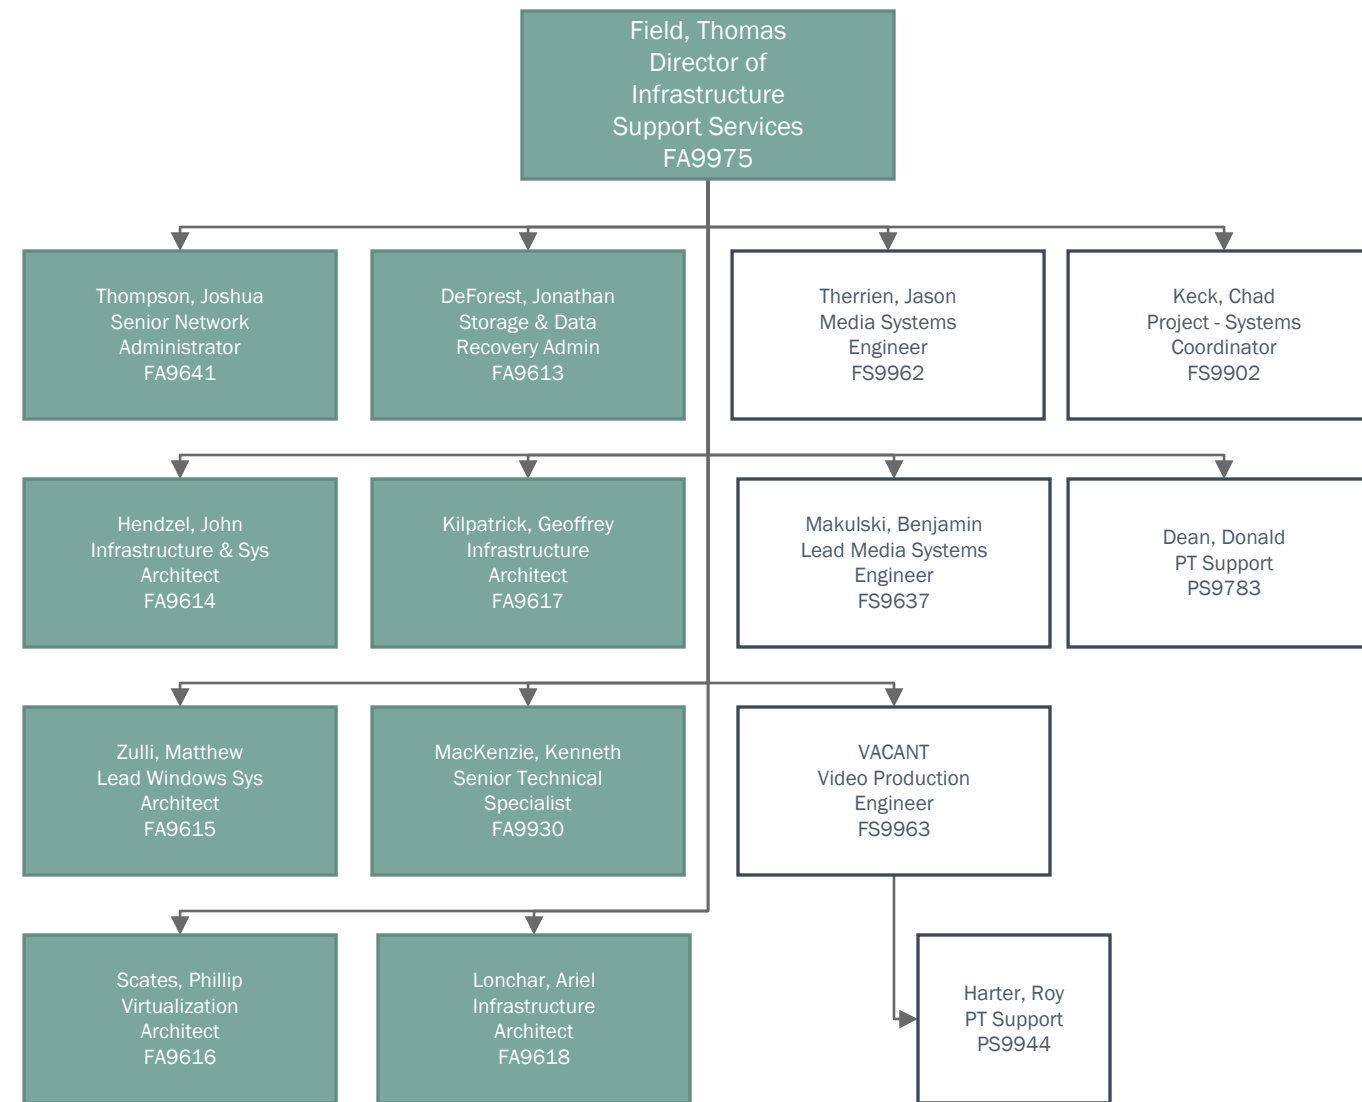 Field, Thomas
Director of
Infrastructure
Support Services
FA9975
Thompson, Joshua
Senior Network
Administrator
FA9641
DeForest, Jonathan
Storage & Data
Recovery Admin
FA9613
Therrien, Jason
Media Systems
Engineer
FS9962
Keck, Chad
Project - Systems
Coordinator
FS9902
Hendzel, John
Infrastructure & Sys
Architect
FA9614
Kilpatrick, Geoffrey
Infrastructure
Architect
FA9617
Makulski, Benjamin
Lead Media Systems
Engineer
FS9637
Dean, Donald
PT Support
PS9783
Zulli, Matthew
Lead Windows Sys
Architect
FA9615
MacKenzie, Kenneth
Senior Technical
Specialist
FA9930
VACANT
Video Production
Engineer
FS9963
Scates, Phillip
Virtualization
Architect
FA9616
Lonchar, Ariel
Infrastructure
Architect
FA9618
Harter, Roy
PT Support
PS9944